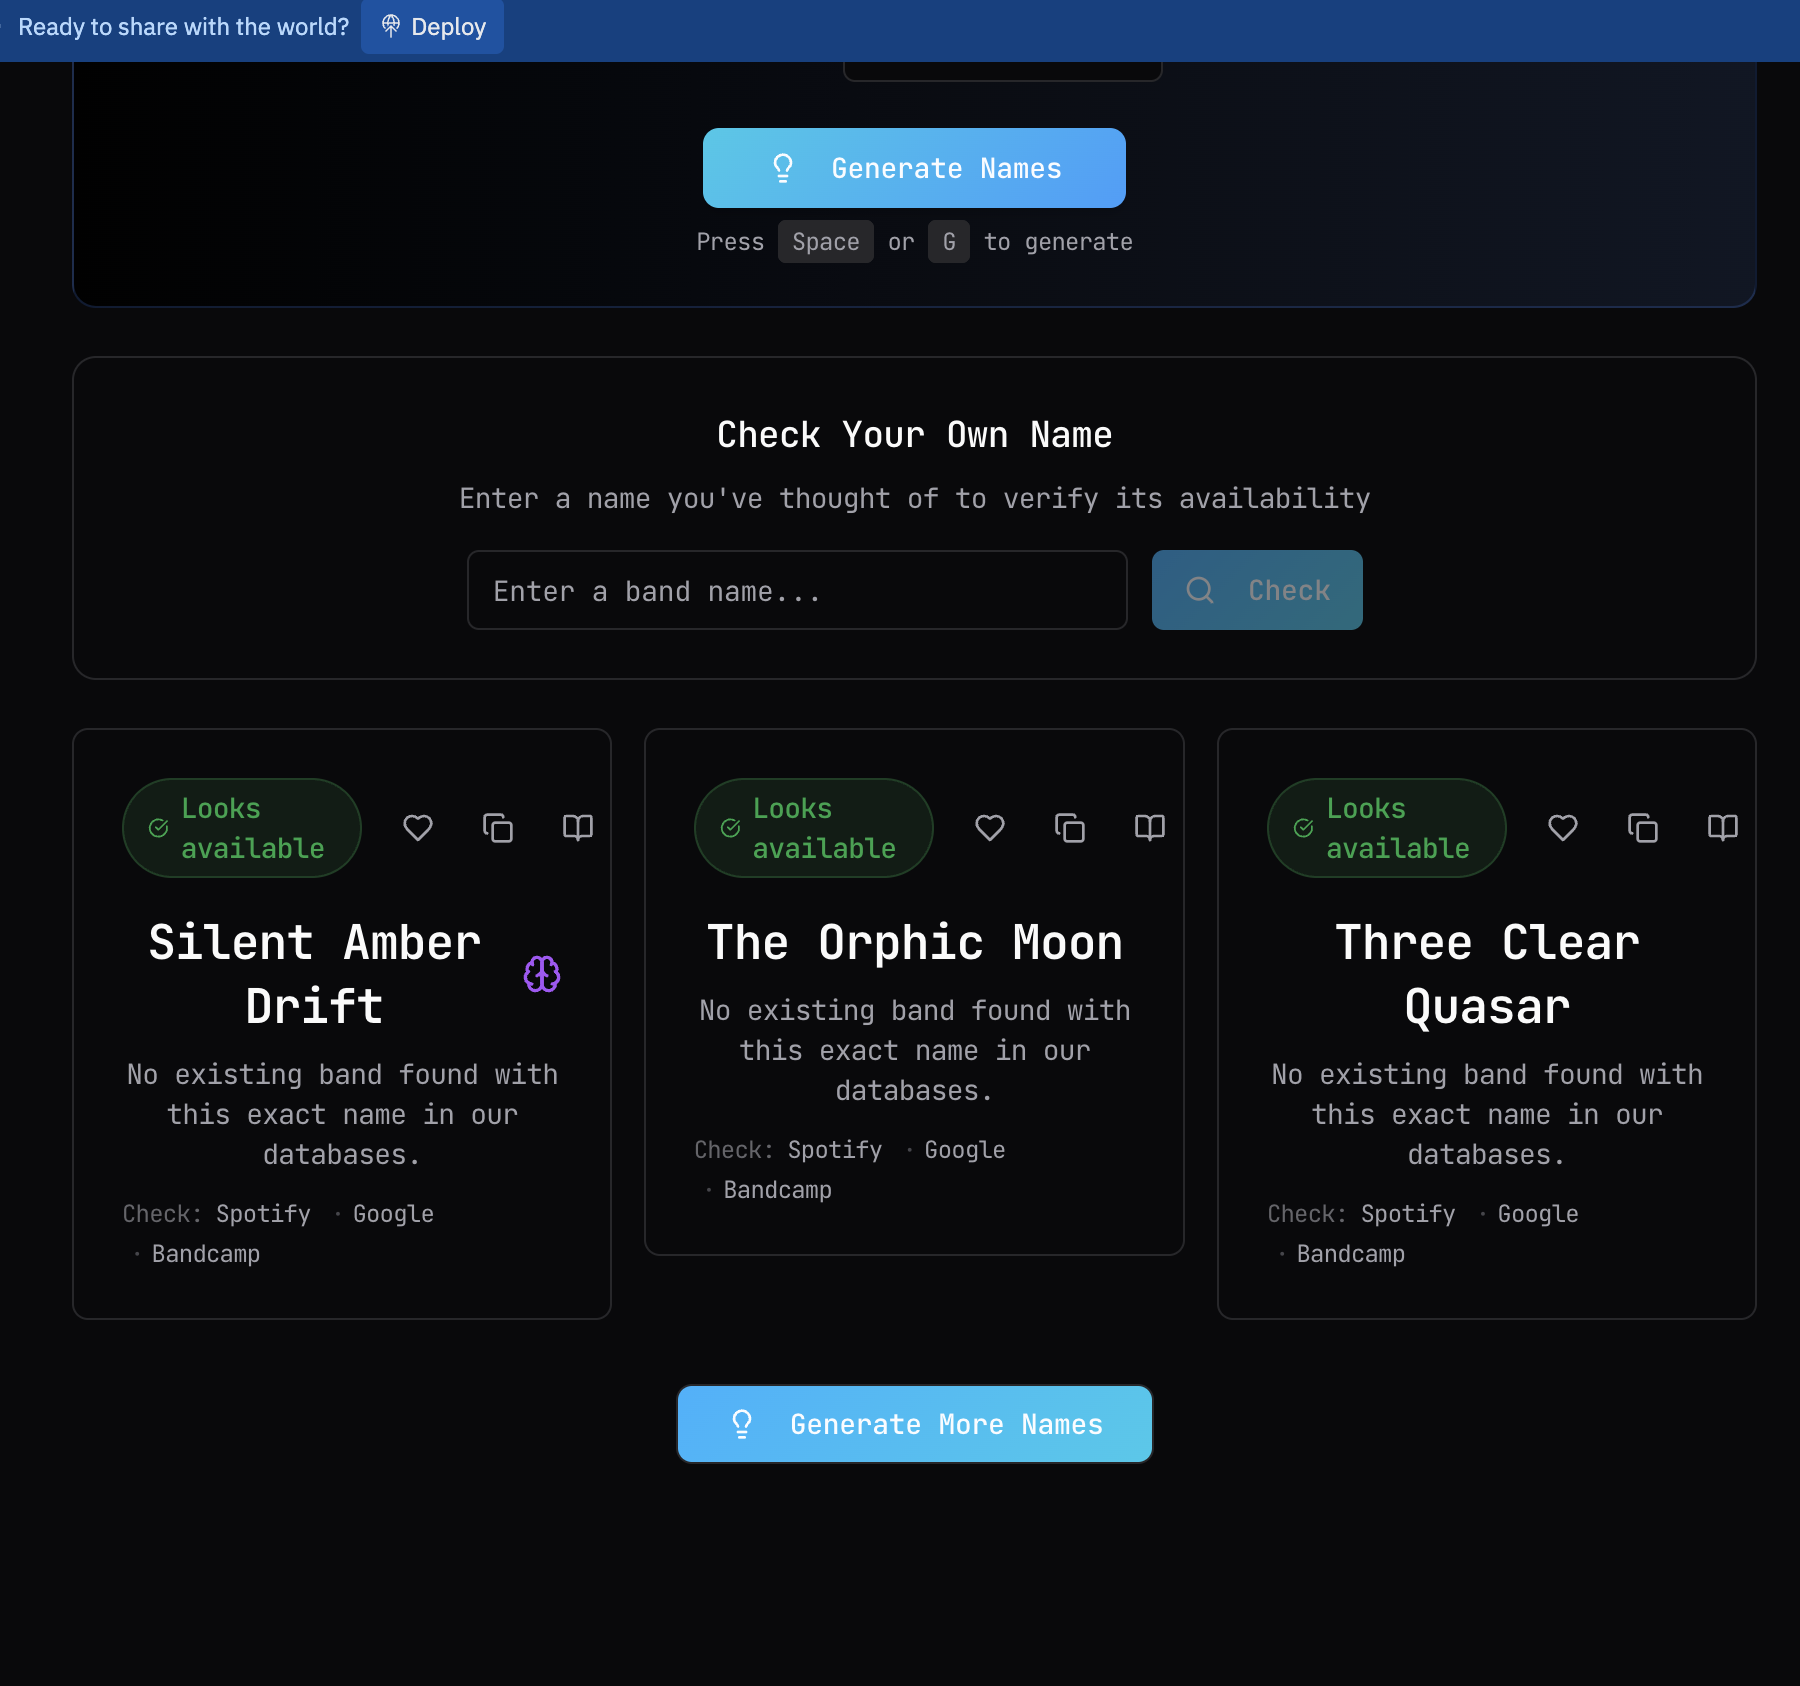 Ready to share with the world? Deploy
Generate Names
Press Space or G to generate
Check Your Own Name
Enter a name you've thought of to verify its availability
Enter a band name...
Check
Looks
available
Silent Amber
Drift
No existing band found with
this exact name in our
databases.
Check: Spotify · Google
· Bandcamp
Looks
available
The Orphic Moon
No existing band found with
this exact name in our
databases.
Check: Spotify · Google
· Bandcamp
Looks
available
Three Clear
Quasar
No existing band found with
this exact name in our
databases.
Check: Spotify · Google
· Bandcamp
Generate More Names